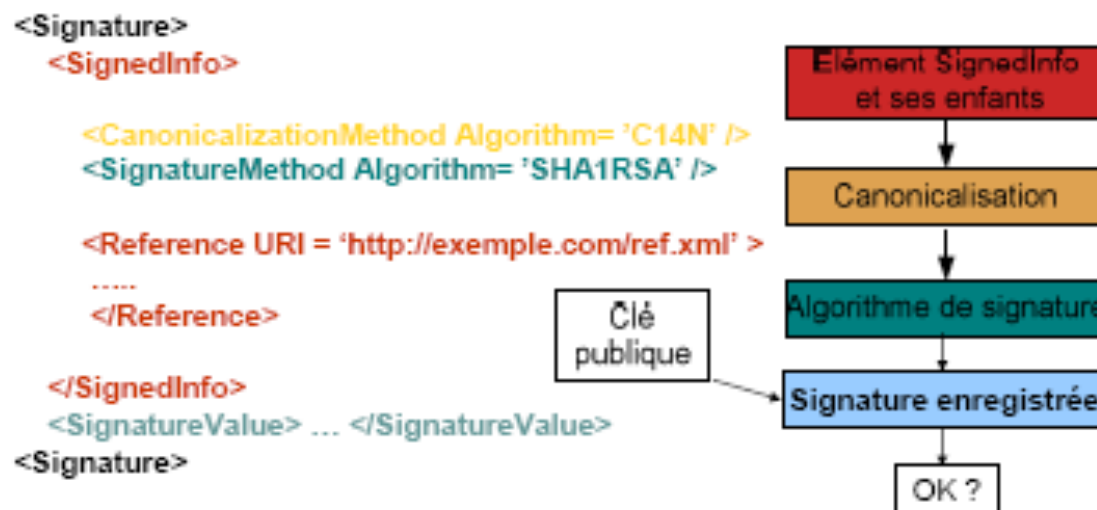 <Signature>
<SignedInfo>
<CanonicalizationMethod Algorithm= ’C14N’ />
<SignatureMethod Algorithm= ’SHA1RSA’ />
<Reference URI = ‘http://exemple.com/ref.xml’ >
.....
</Reference>
</SignedInfo>
<SignatureValue> ... </SignatureValue>
<Signature>
Elément SignedInfo
et ses enfants
Canonicalisation
Algorithme de signature
Clé
publique
Signature enregistrée
OK ?